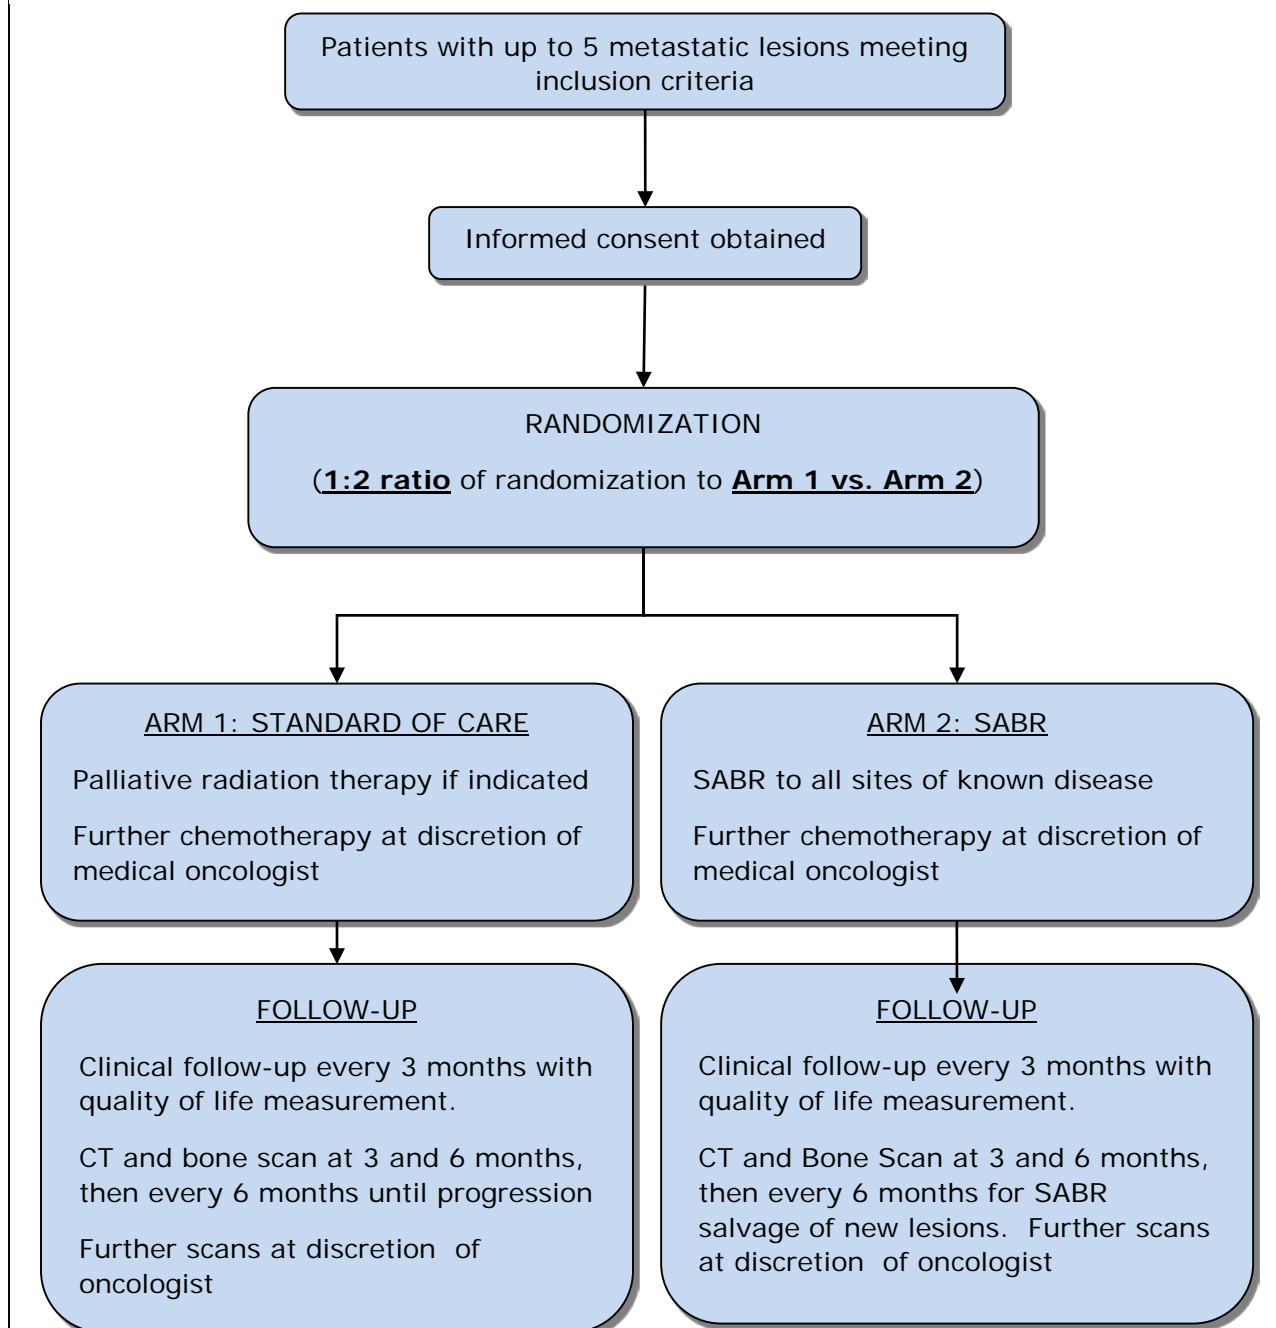 Patients with up to 5 metastatic lesions meeting
inclusion criteria
Informed consent obtained
RANDOMIZATION
(1:2 ratio of randomization to Arm 1 vs. Arm 2)
ARM 1: STANDARD OF CARE
Palliative radiation therapy if indicated
Further chemotherapy at discretion of
medical oncologist
ARM 2: SABR
SABR to all sites of known disease
Further chemotherapy at discretion of
medical oncologist
FOLLOW-UP
Clinical follow-up every 3 months with
quality of life measurement.
CT and bone scan at 3 and 6 months,
then every 6 months until progression
Further scans at discretion  of
oncologist
FOLLOW-UP
Clinical follow-up every 3 months with
quality of life measurement.
CT and Bone Scan at 3 and 6 months,
then every 6 months for SABR
salvage of new lesions.  Further scans
at discretion  of oncologist